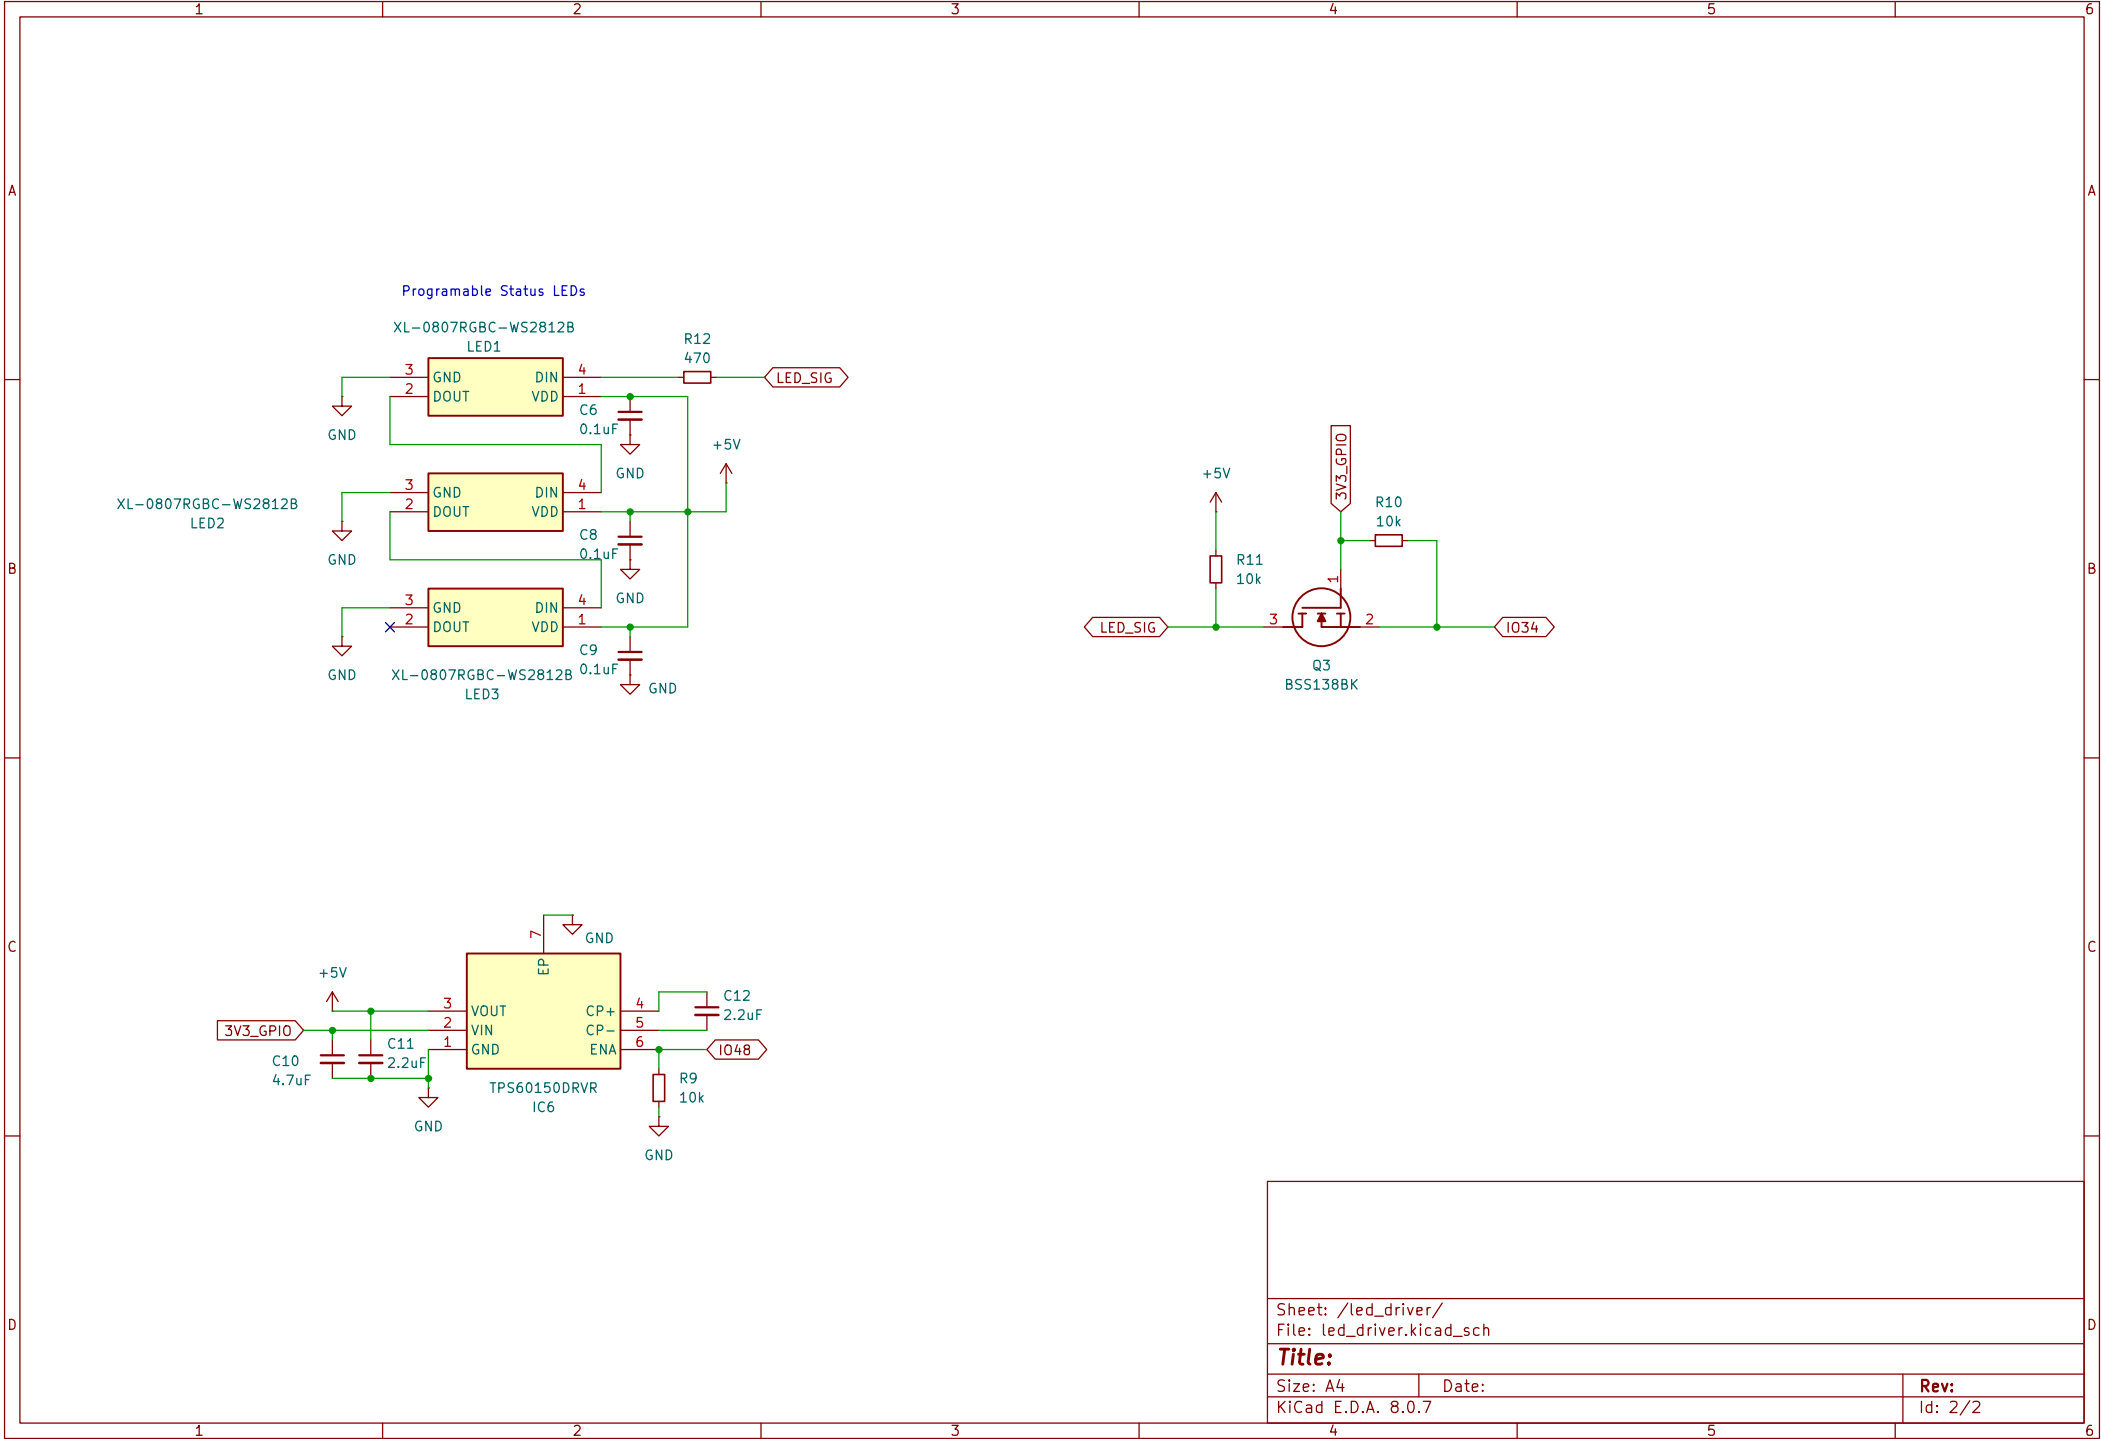 1 2 3 4 5 6
A A
B B
C C
D D
Programable Status LEDs
XL-0807RGBC-WS2812B
LED1
3 GND DIN 4
2 DOUT VDD 1
GND
R12
470
LED_SIG
C6
0.1uF
GND
+5V
XL-0807RGBC-WS2812B
LED2
3 GND DIN 4
2 DOUT VDD 1
GND
C8
0.1uF
GND
3 GND DIN 4
2 DOUT VDD 1
GND
XL-0807RGBC-WS2812B
LED3
C9
0.1uF
GND
3V3_GPIO
+5V
R10
10k
R11
10k
1
LED_SIG
3
2
IO34
Q3
BSS138BK
7
GND
EP
+5V
3V3_GPIO
3 VOUT CP+ 4
2 VIN CP- 5
1 GND ENA 6
C10
4.7uF
C11
2.2uF
GND
TPS60150DRVR
IC6
C12
2.2uF
IO48
R9
10k
GND
Sheet: /led_driver/
File: led_driver.kicad_sch
Title:
Size: A4 Date: Rev:
KiCad E.D.A. 8.0.7 Id: 2/2
1 2 3 4 5 6